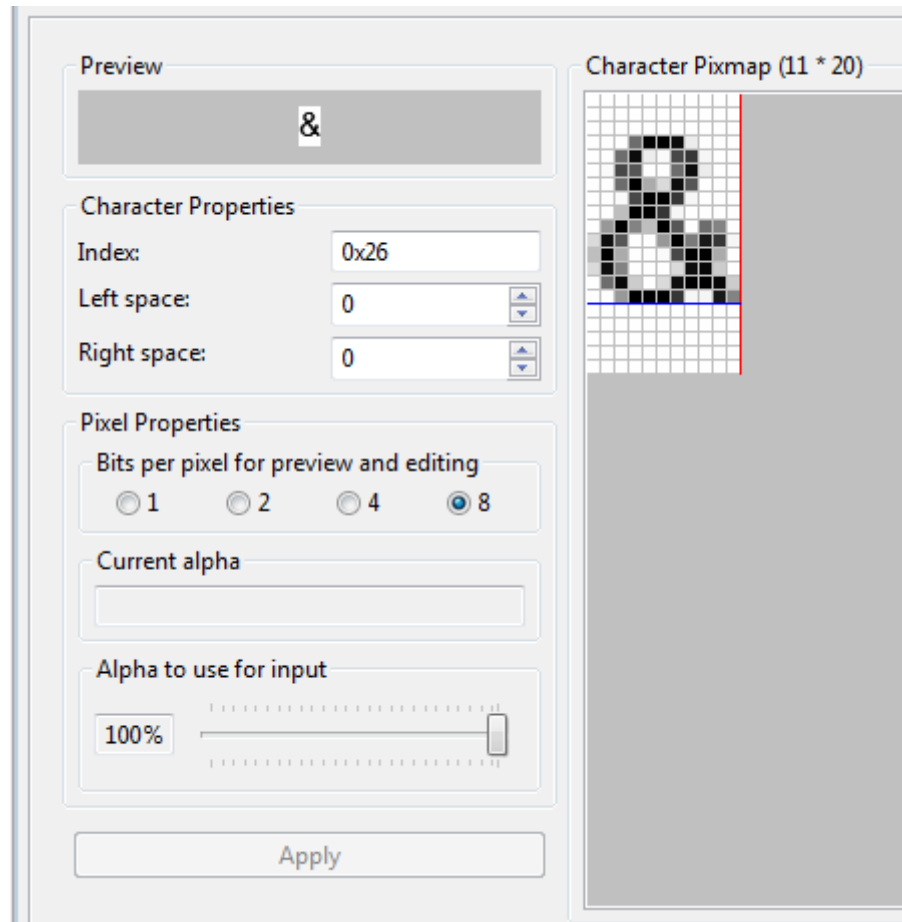 Preview
&
Character Properties
Index:
0x26
Left space:
0
Right space:
0
Pixel Properties
Bits per pixel for preview and editing
1 2 4 8
Current alpha
Alpha to use for input
100%
Apply
Character Pixmap (11 * 20)
&